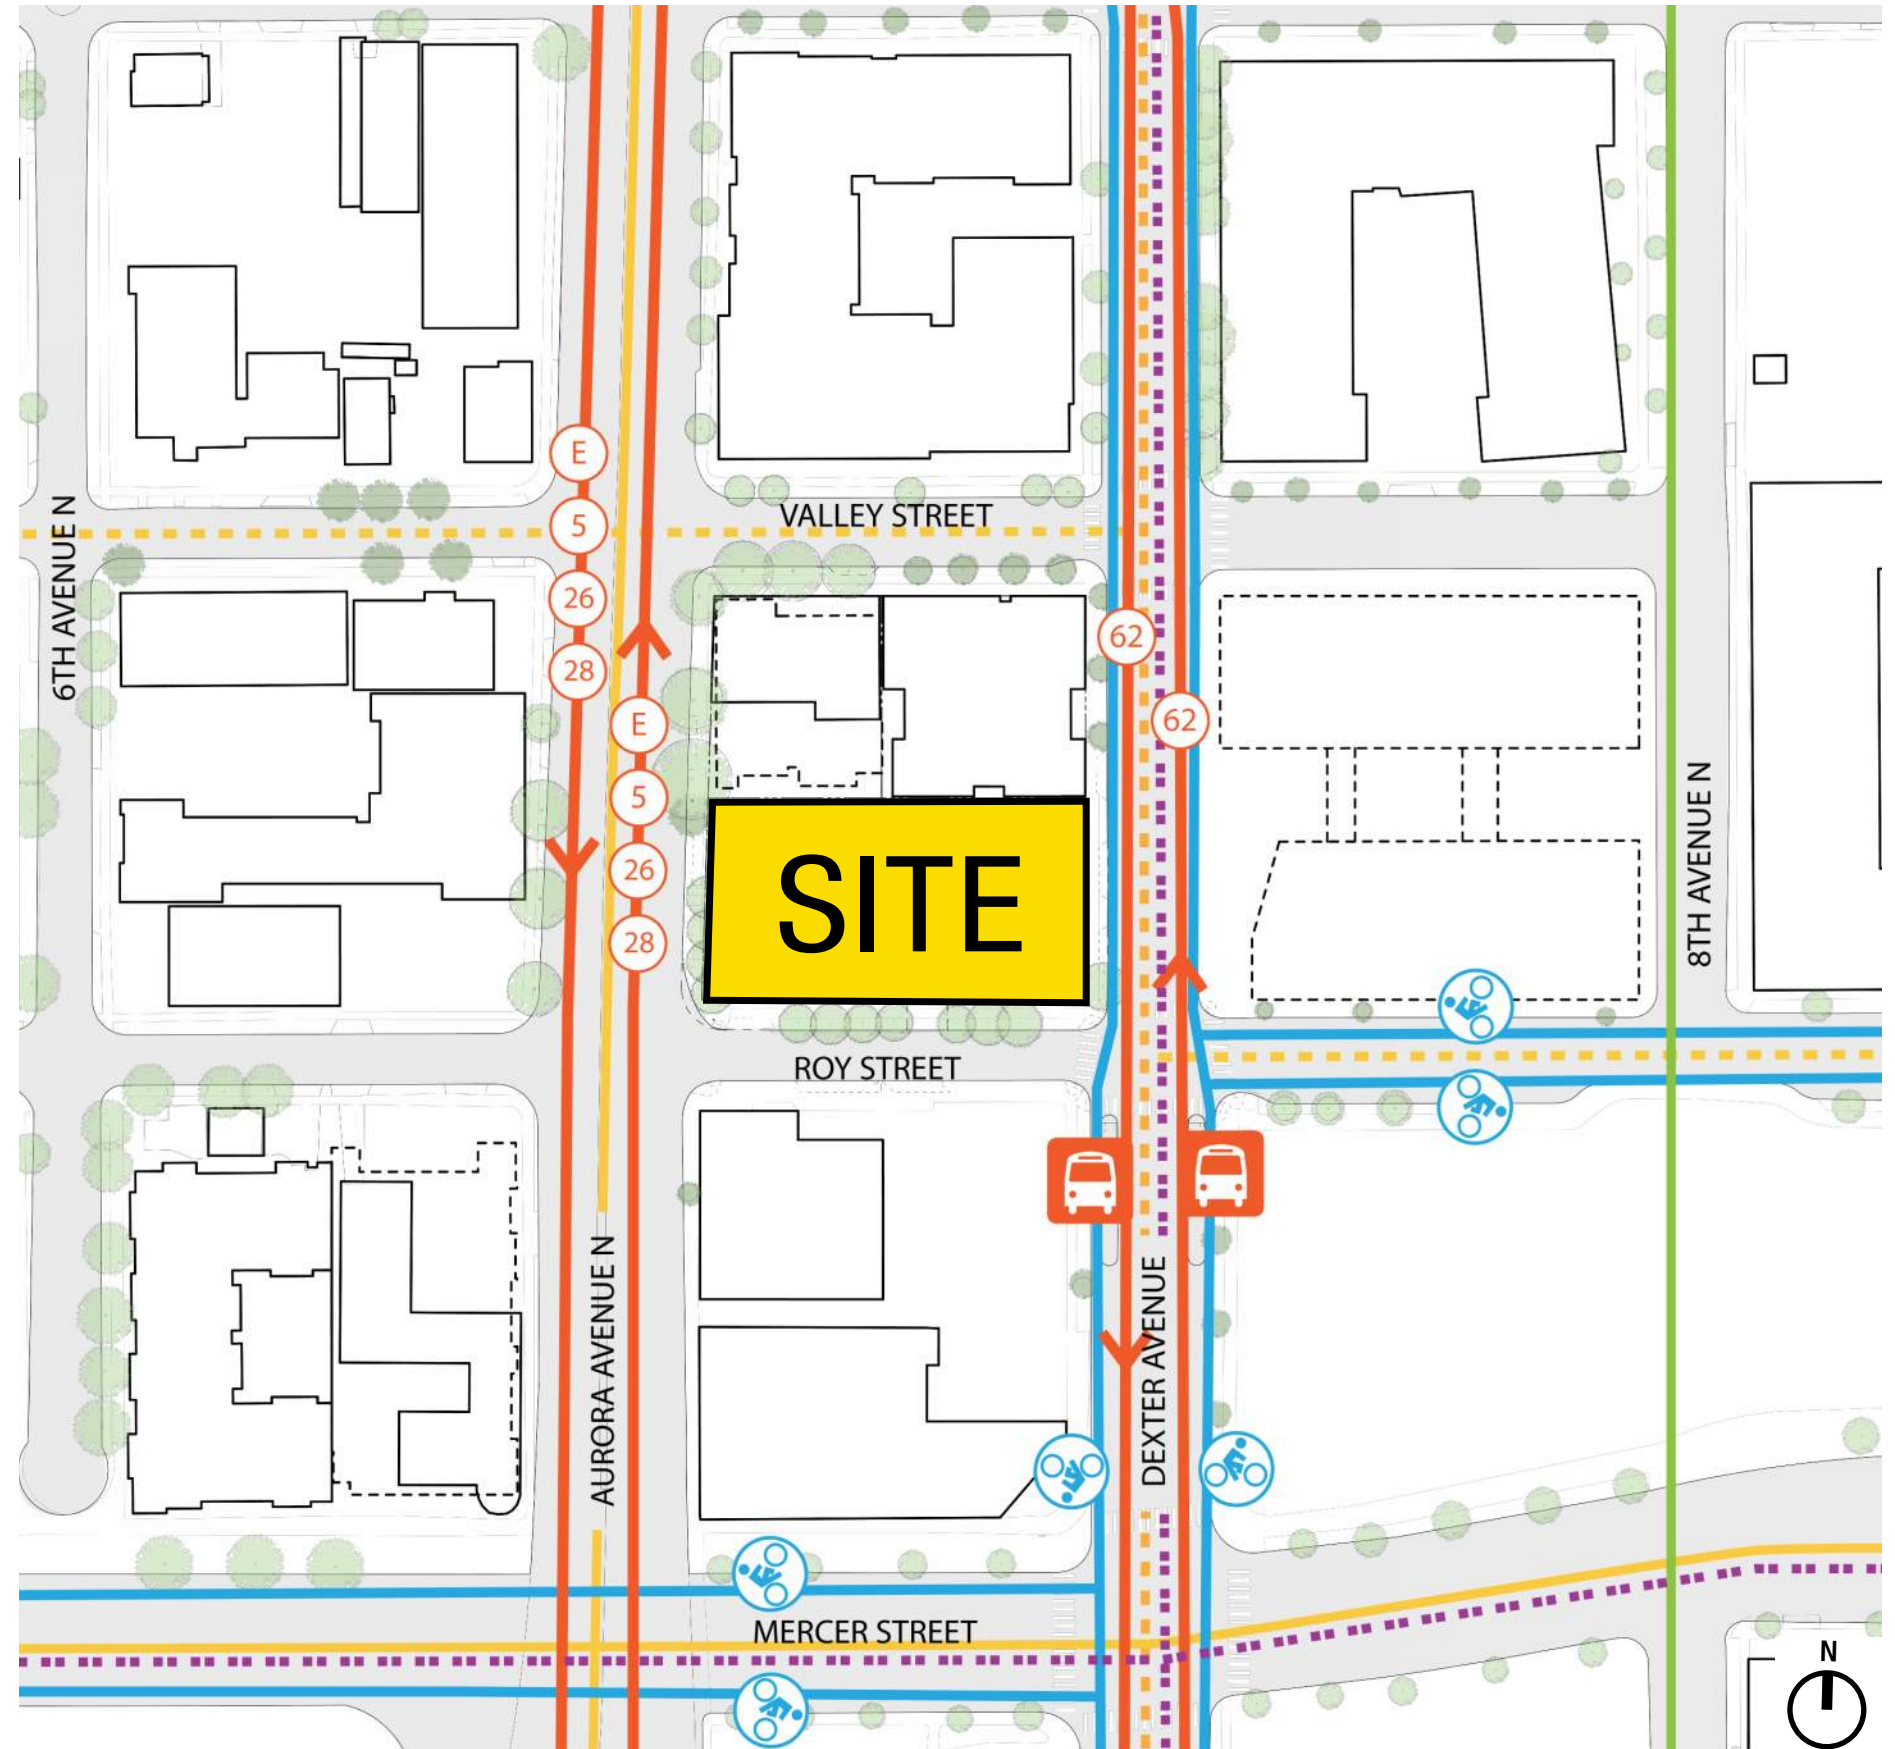 E
5
VALLEY STREET
6TH AVENUE N
26
62
28
E
62
5
SITE
26
8TH AVENUE N
28
ROY STREET
AURORA AVENUE N
DEXTER AVENUE
MERCER STREET
N